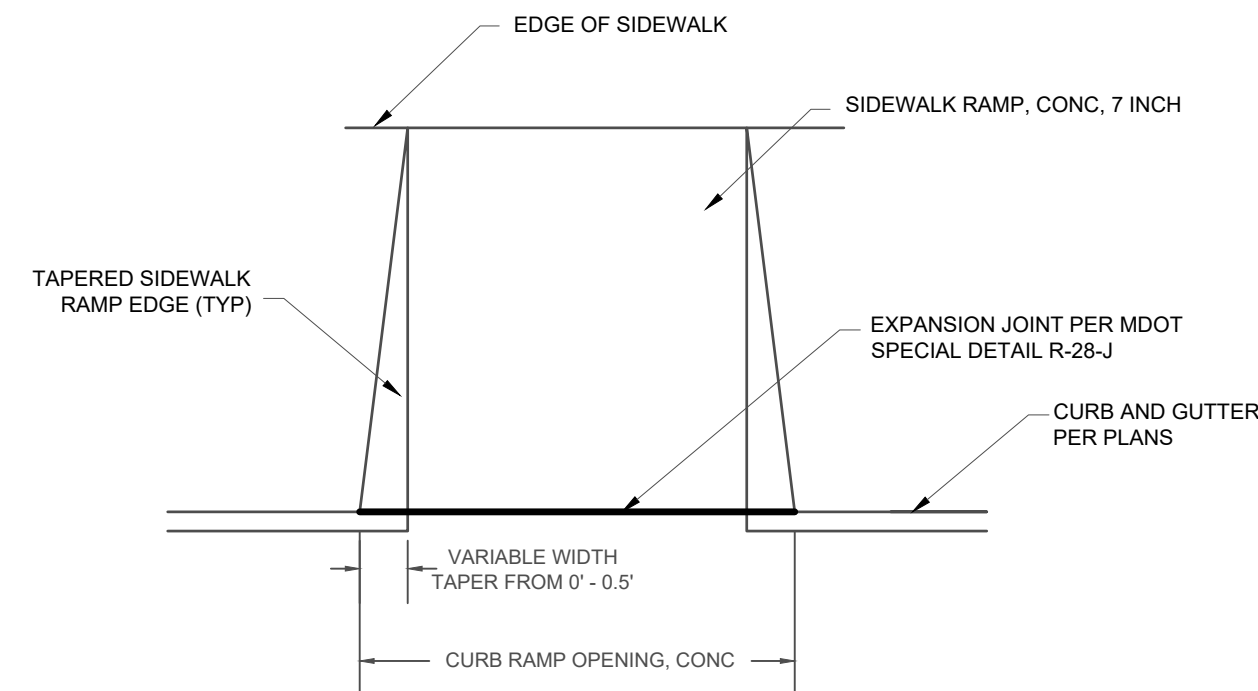 EDGE OF SIDEWALK
SIDEWALK RAMP, CONC, 7 INCH
TAPERED SIDEWALK
RAMP EDGE (TYP)
EXPANSION JOINT PER MDOT
SPECIAL DETAIL R-28-J
CURB AND GUTTER
PER PLANS
VARIABLE WIDTH
TAPER FROM 0' - 0.5'
CURB RAMP OPENING, CONC